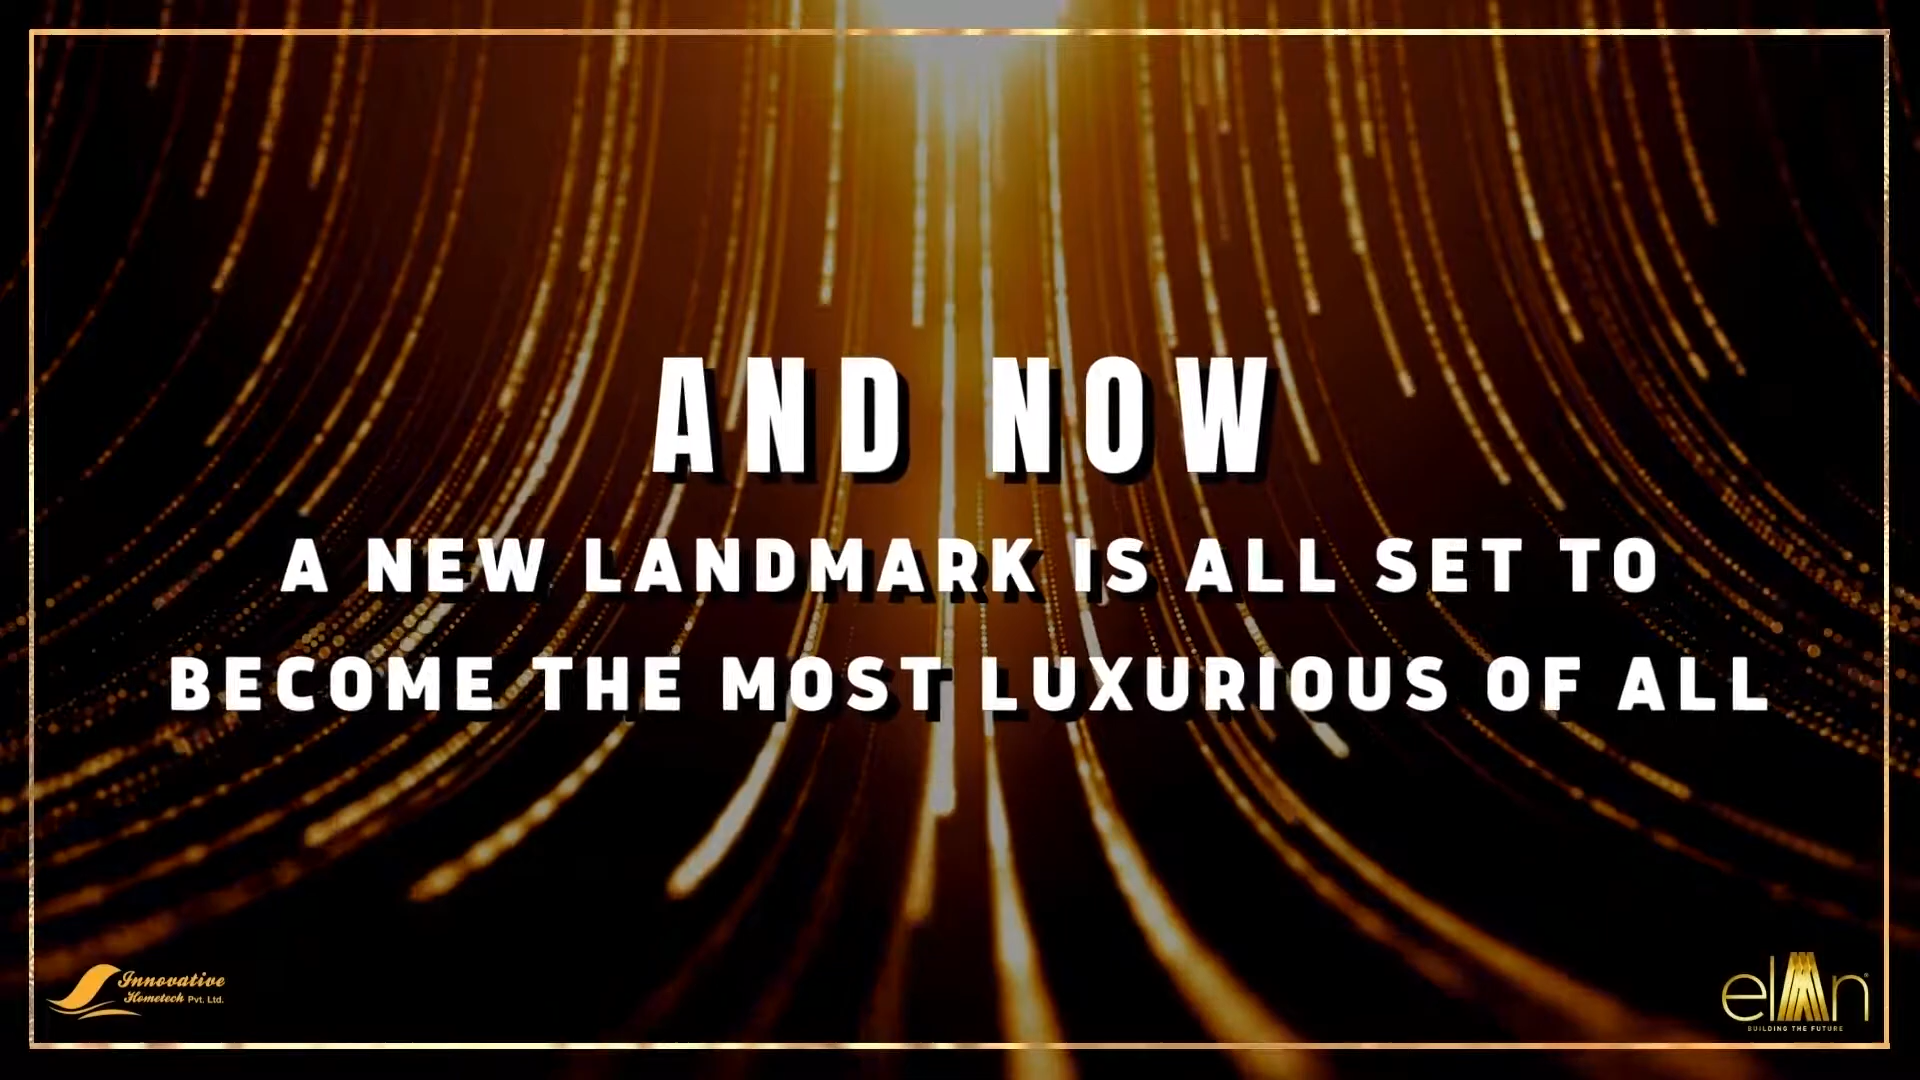 AND NOW
A NEW LANDMARK IS ALL SET TO
BECOME THE MOST LUXURIOUS OF ALL
Innovative
Hometech Pvt. Ltd.
elan
BUILDING THE FUTURE